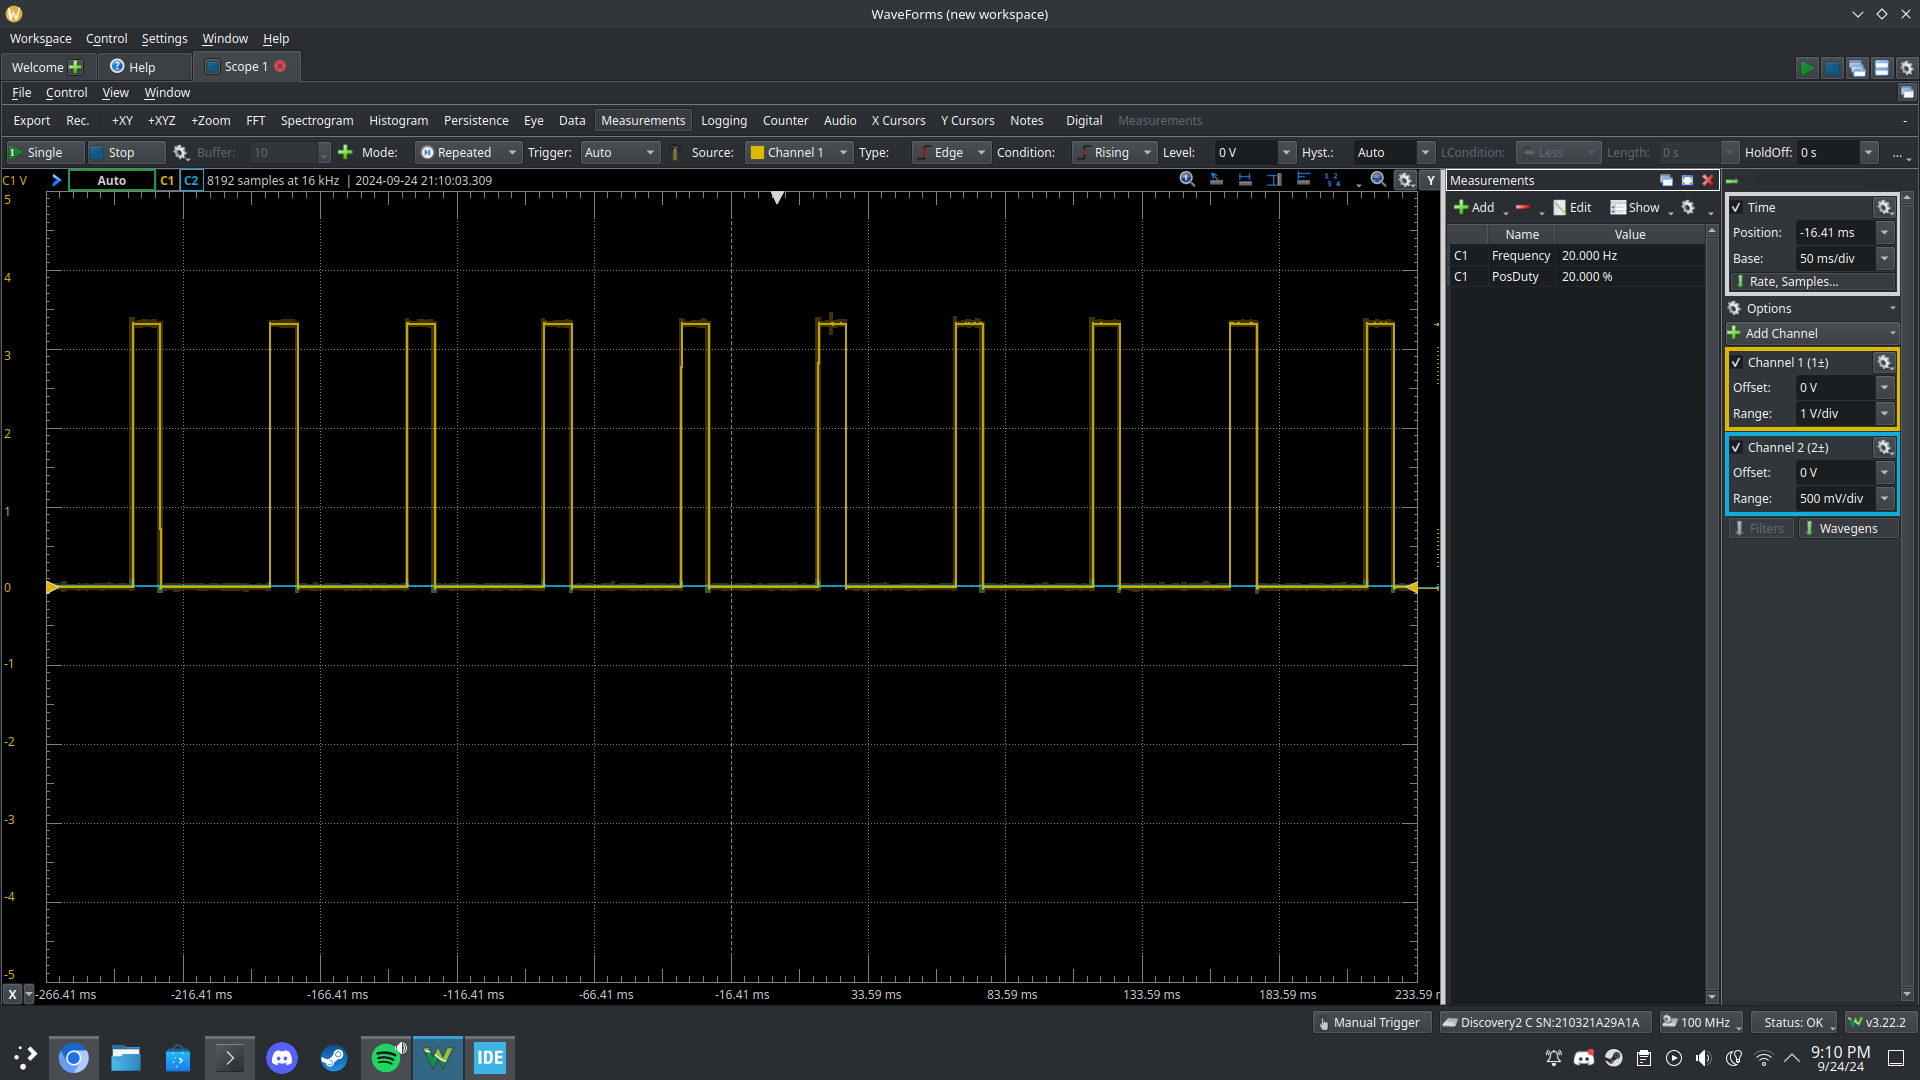 WaveForms (new workspace)
Workspace Control Settings Window Help
Welcome Help Scope 1
File Control View Window
Export Rec. +XY +XYZ +Zoom FFT Spectrogram Histogram Persistence Eye Data Measurements Logging Counter Audio X Cursors Y Cursors Notes Digital Measurements -
Single Stop Buffer: 10 Mode: Repeated Trigger: Auto Source: Channel 1 Type: Edge Condition: Rising Level: 0 V Hyst.: Auto LCondition: Less Length: 0 s HoldOff: 0 s ...
C1 V Auto C1 C2 8192 samples at 16 kHz | 2024-09-24 21:10:03.309 Y
Measurements
Add Edit Show
Name Value
C1 Frequency 20.000 Hz
C1 PosDuty 20.000 %
Time
Position: -16.41 ms
Base: 50 ms/div
Rate, Samples...
Options
Add Channel
Channel 1 (1±)
Offset: 0 V
Range: 1 V/div
Channel 2 (2±)
Offset: 0 V
Range: 500 mV/div
Filters Wavegens
5
4
3
2
1
0
-1
-2
-3
-4
-5
X -266.41 ms -216.41 ms -166.41 ms -116.41 ms -66.41 ms -16.41 ms 33.59 ms 83.59 ms 133.59 ms 183.59 ms 233.59
Manual Trigger Discovery2 C SN:210321A29A1A 100 MHz Status: OK v3.22.2
IDE
9:10 PM
9/24/24